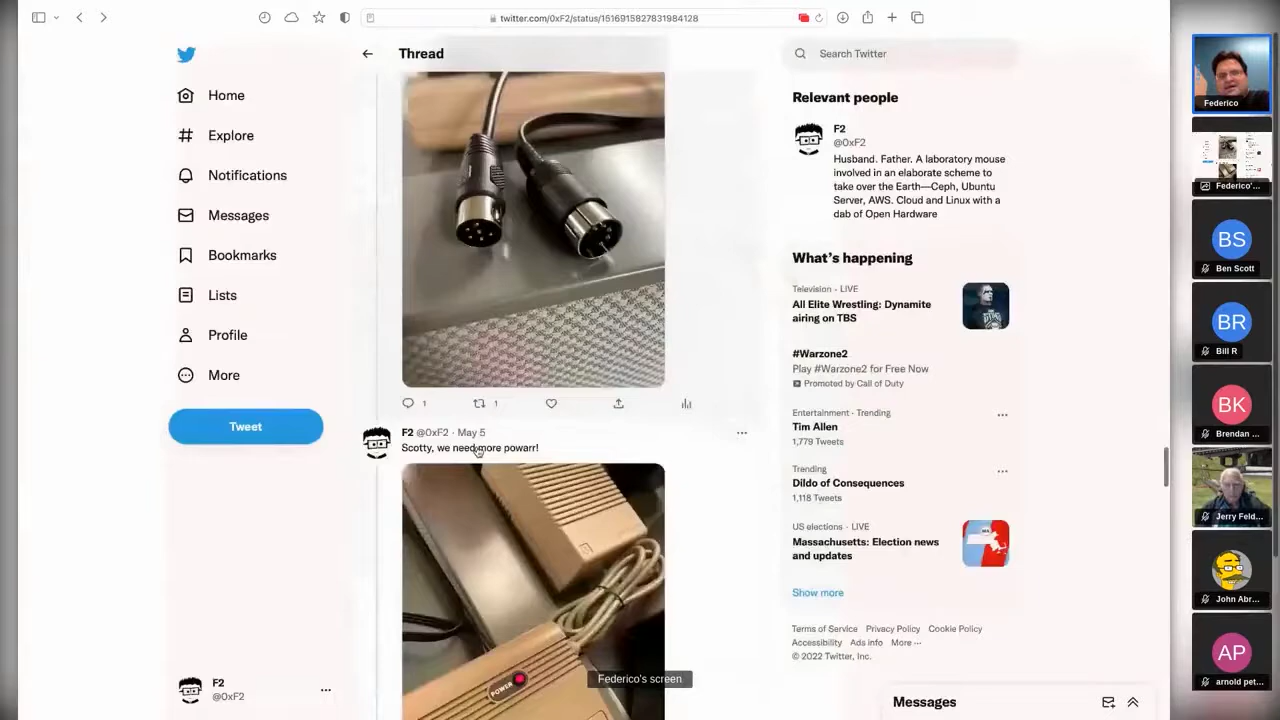 twitter.com/0xF2/status/1516915827831984128
Home
Explore
Notifications
Messages
Bookmarks
Lists
Profile
More
Tweet
F2
@0xF2
Thread
1
1
F2 @0xF2 · May 5
Scotty, we need more powarr!
POWER
Federico's screen
Search Twitter
Relevant people
F2
@0xF2
Husband. Father. A laboratory mouse
involved in an elaborate scheme to
take over the Earth—Ceph, Ubuntu
Server, AWS. Cloud and Linux with a
dab of Open Hardware
What's happening
Television · LIVE
All Elite Wrestling: Dynamite
airing on TBS
#Warzone2
Play #Warzone2 for Free Now
Promoted by Call of Duty
Entertainment · Trending
Tim Allen
1,779 Tweets
Trending
Dildo of Consequences
1,118 Tweets
US elections · LIVE
Massachusetts: Election news
and updates
Show more
Terms of Service Privacy Policy Cookie Policy
Accessibility Ads info More ···
© 2022 Twitter, Inc.
Messages
Federico
Federico'...
BS
Ben Scott
BR
Bill R
BK
Brendan ...
Jerry Feld...
John Abr...
AP
arnold pet...